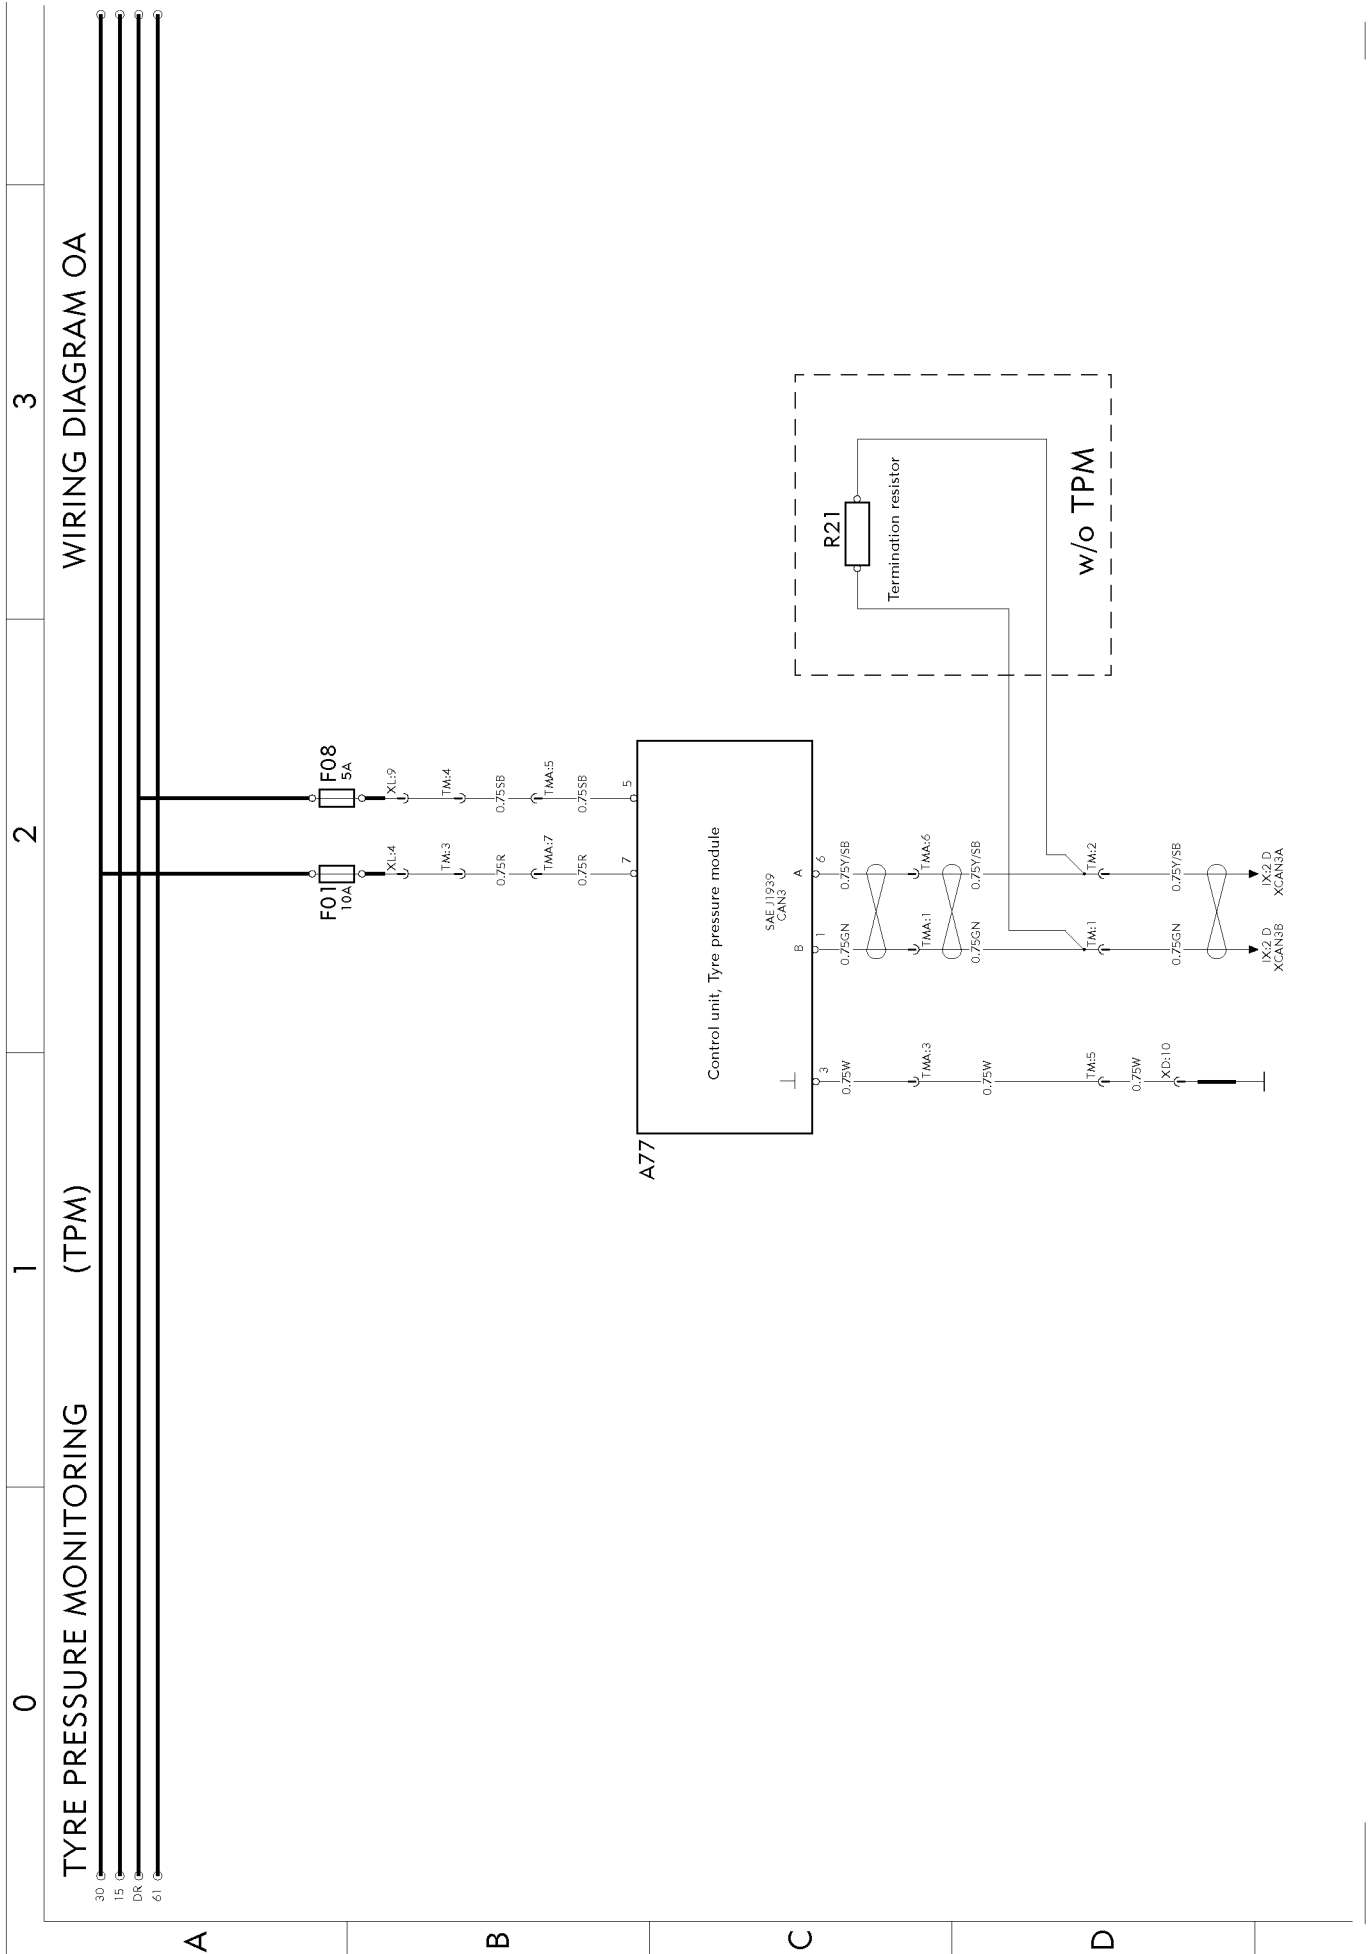 0 1 2 3
TYRE PRESSURE MONITORING (TPM) WIRING DIAGRAM OA
30
15
DR
61
A
F01
10A
F08
5A
XL:4
XL:9
B
TM:3
TM:4
0.75R
0.75SB
TMA:7
TMA:5
0.75R
0.75SB
7
5
A77
Control unit, Tyre pressure module
C
SAE J1939
CAN3
B
A
3
1
6
0.75W
0.75GN
0.75Y/SB
R21
Termination resistor
TMA:3
TMA:1
TMA:6
0.75W
0.75GN
0.75Y/SB
D
w/o TPM
TM:5
TM:1
TM:2
0.75W
XD:10
0.75GN
0.75Y/SB
IX:2 D
XCAN3B
IX:2 D
XCAN3A